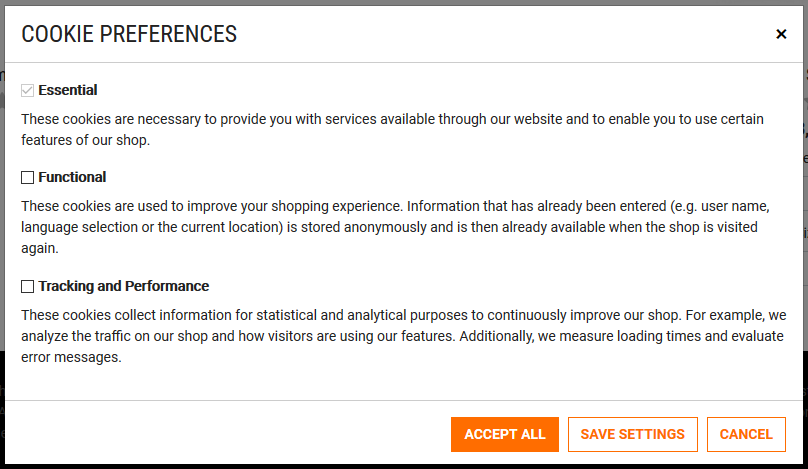 COOKIE PREFERENCES
×
Essential
These cookies are necessary to provide you with services available through our website and to enable you to use certain
features of our shop.
Functional
These cookies are used to improve your shopping experience. Information that has already been entered (e.g. user name,
language selection or the current location) is stored anonymously and is then already available when the shop is visited
again.
Tracking and Performance
These cookies collect information for statistical and analytical purposes to continuously improve our shop. For example, we
analyze the traffic on our shop and how visitors are using our features. Additionally, we measure loading times and evaluate
error messages.
ACCEPT ALL
SAVE SETTINGS
CANCEL